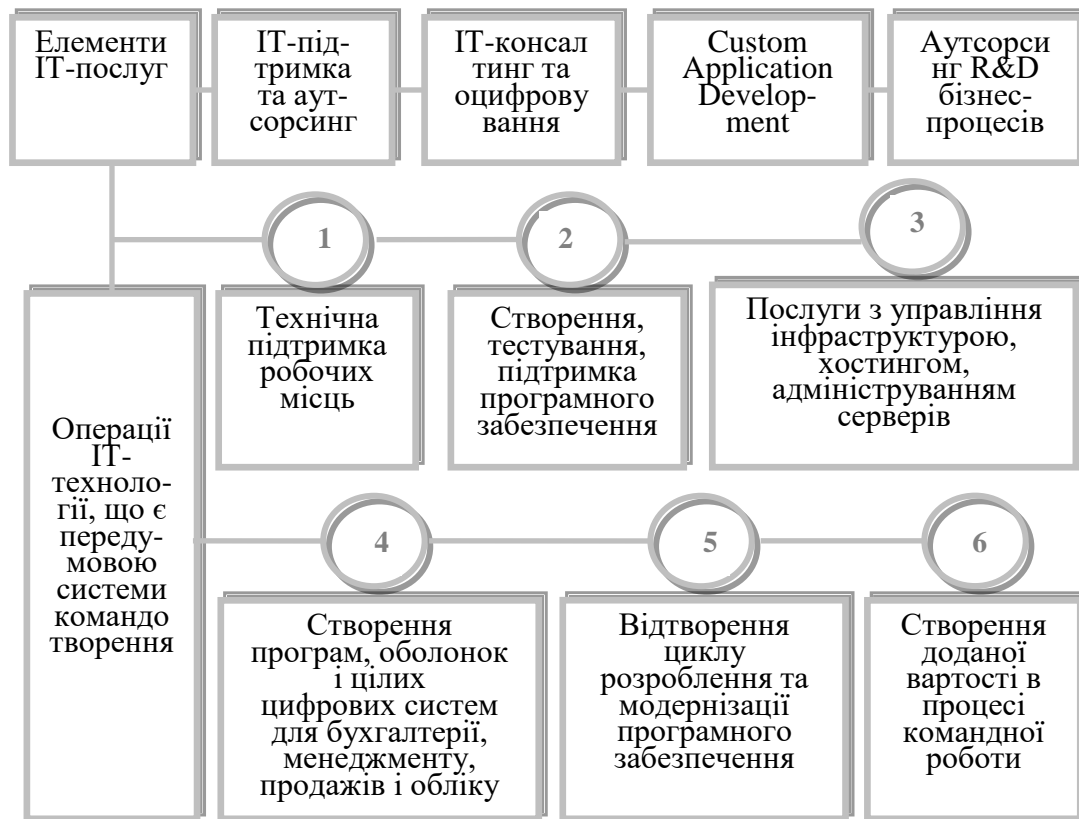 Елементи
ІТ-послуг
ІТ-під-
тримка
та аут-
сорсинг
ІТ-консал
тинг та
оцифрову
вання
Custom
Application
Develop-
ment
Аутсорси
нг R&D
бізнес-
процесів
1
2
3
Технічна
підтримка
робочих
місць
Створення,
тестування,
підтримка
програмного
забезпечення
Послуги з управління
інфраструктурою,
хостингом,
адмініструванням
серверів
Операції
ІТ-
техноло-
гії, що є
переду-
мовою
системи
командо
творення
4
5
6
Створення
програм, оболонок
і цілих
цифрових систем
для бухгалтерії,
менеджменту,
продажів і обліку
Відтворення
циклу
розроблення та
модернізації
програмного
забезпечення
Створення
доданої
вартості в
процесі
командної
роботи